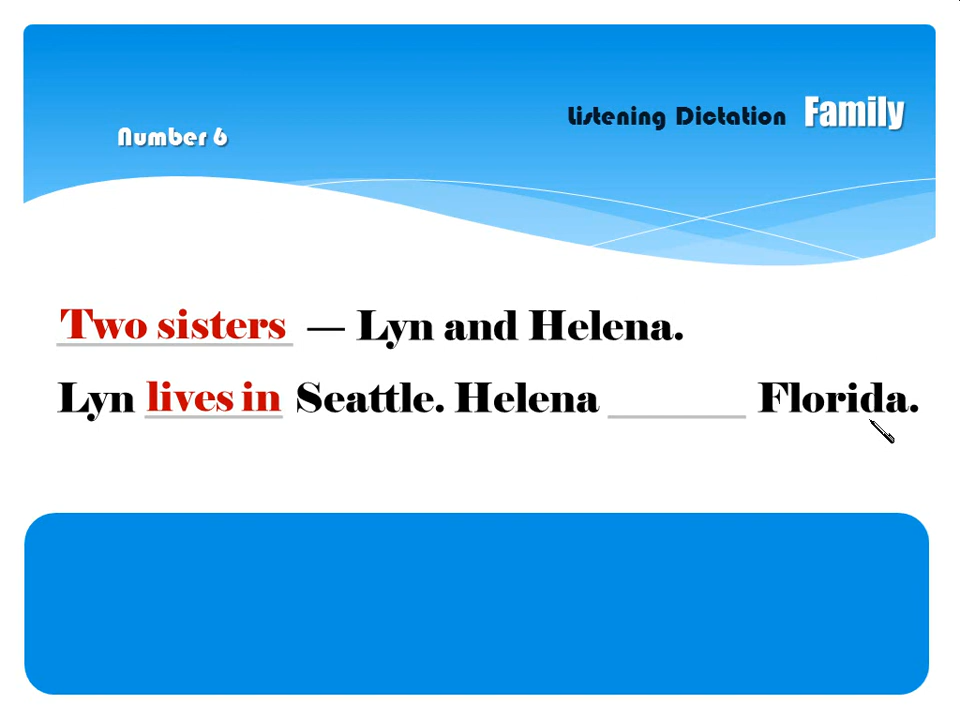 Number 6
Listening Dictation Family
Two sisters — Lyn and Helena.
Lyn lives in Seattle. Helena ______ Florida.